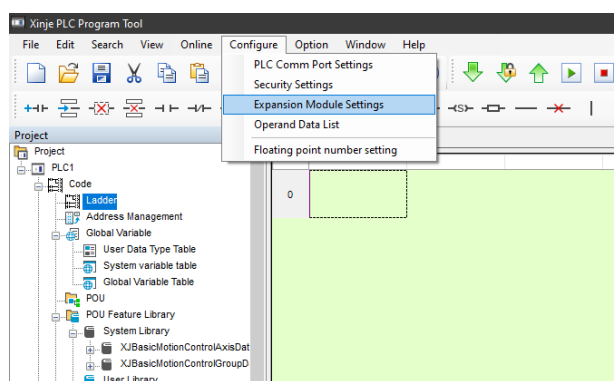 Xinje PLC Program Tool
File Edit Search View Online Configure Option Window Help
PLC Comm Port Settings
Security Settings
Expansion Module Settings
Operand Data List
Floating point number setting
Project
Project
PLC1
Code
Ladder
Address Management
Global Variable
User Data Type Table
System variable table
Global Variable Table
POU
POU Feature Library
System Library
XJBasicMotionControlAxisDat
XJBasicMotionControlGroupD
User Library
0